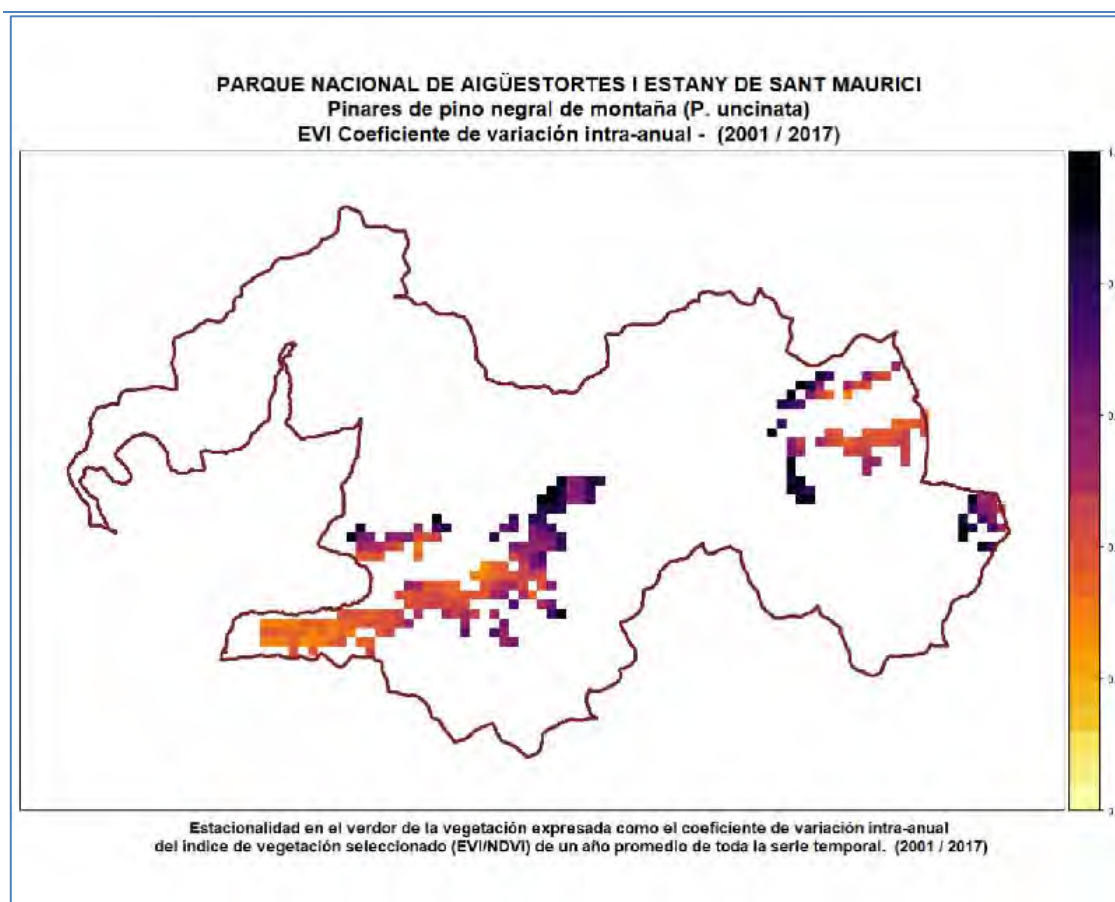 PARQUE NACIONAL DE AIGÜESTORTES I ESTANY DE SANT MAURICI
Pinares de pino negral de montaña (P. uncinata)
EVI Coeficiente de variación intra-anual - (2001 / 2017)
Estacionalidad en el verdor de la vegetación expresada como el coeficiente de variación intra-anual
del índice de vegetación seleccionado (EVI/NDVI) de un año promedio de toda la serie temporal. (2001 / 2017)